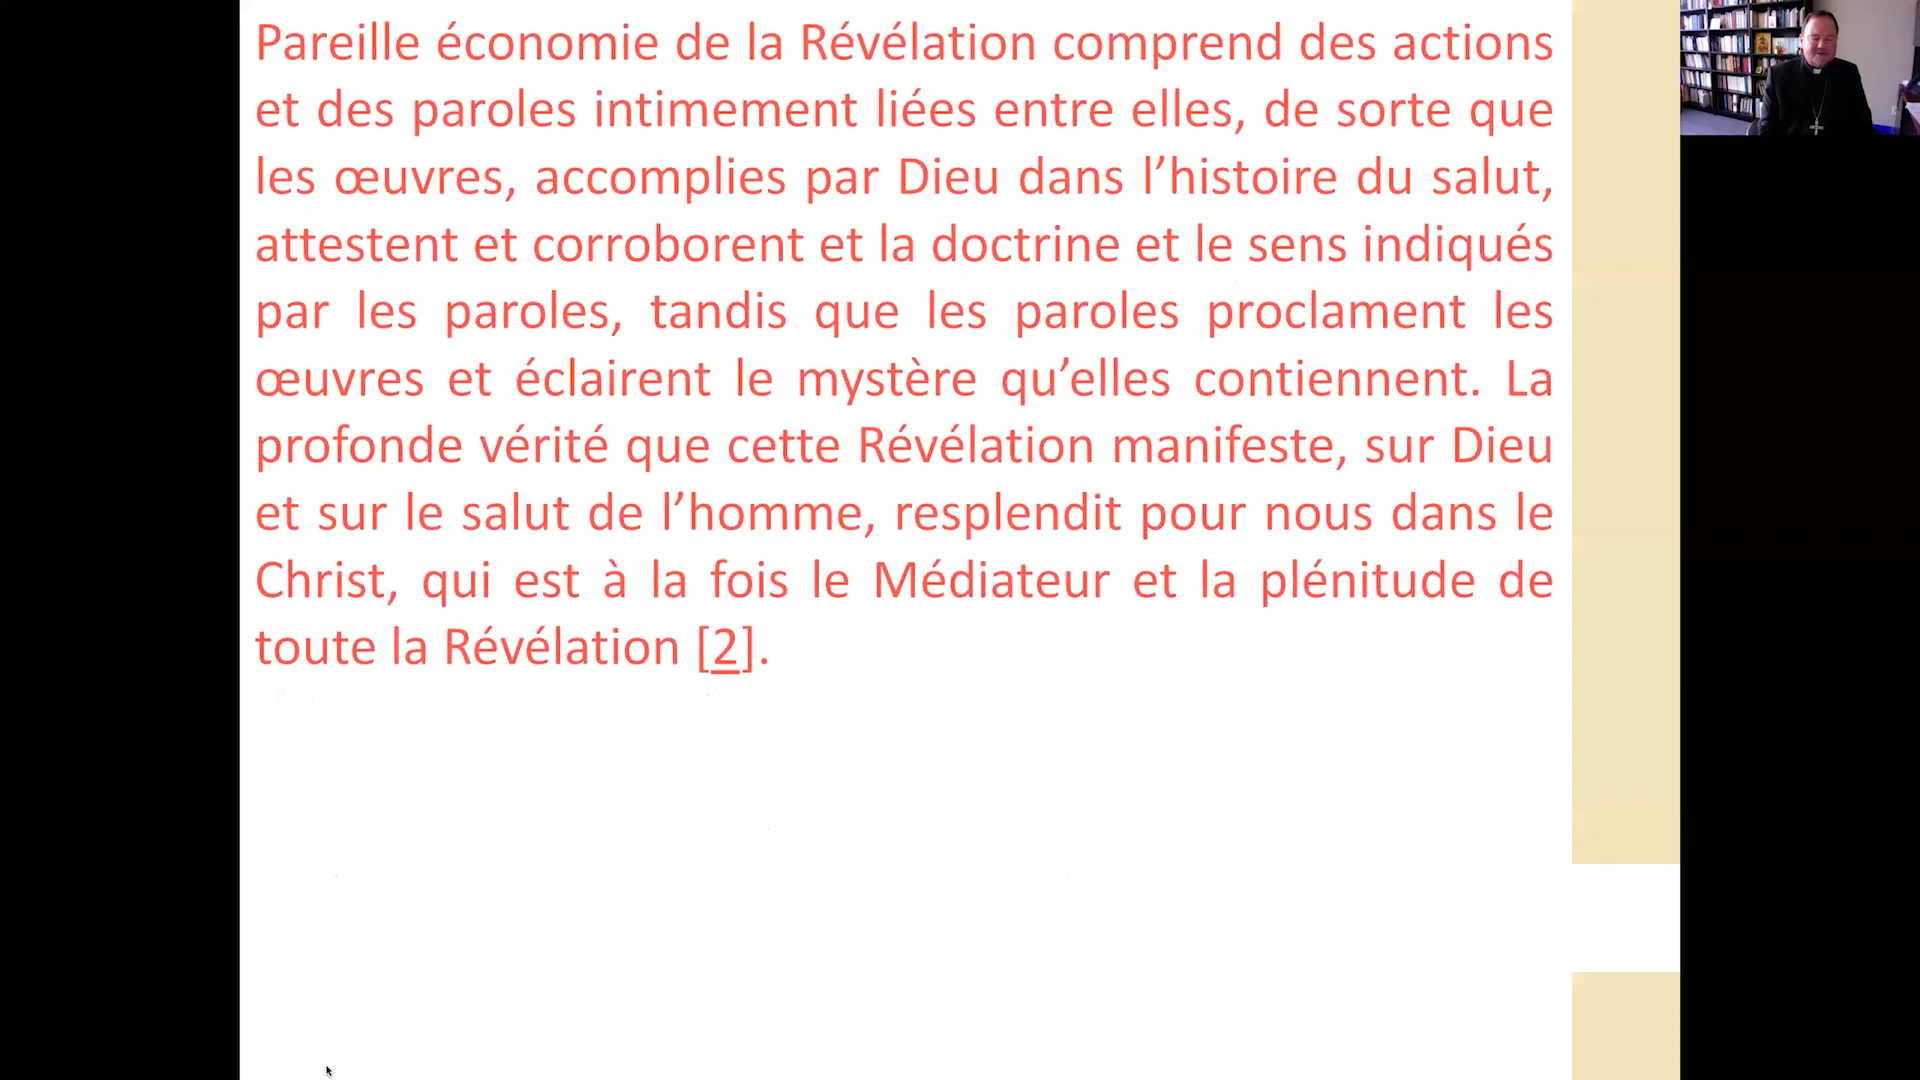 Pareille économie de la Révélation comprend des actions
et des paroles intimement liées entre elles, de sorte que
les œuvres, accomplies par Dieu dans l’histoire du salut,
attestent et corroborent et la doctrine et le sens indiqués
par les paroles, tandis que les paroles proclament les
œuvres et éclairent le mystère qu’elles contiennent. La
profonde vérité que cette Révélation manifeste, sur Dieu
et sur le salut de l’homme, resplendit pour nous dans le
Christ, qui est à la fois le Médiateur et la plénitude de
toute la Révélation [2].